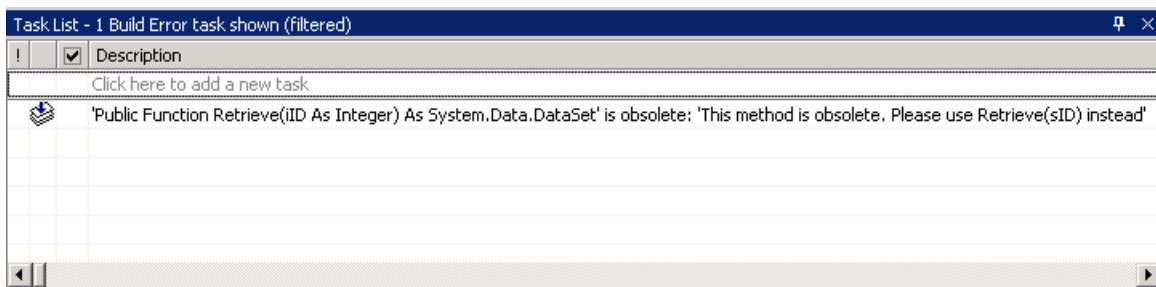 Task List - 1 Build Error task shown (filtered)
! Description
Click here to add a new task
'Public Function Retrieve(iID As Integer) As System.Data.DataSet' is obsolete: 'This method is obsolete. Please use Retrieve(sID) instead'